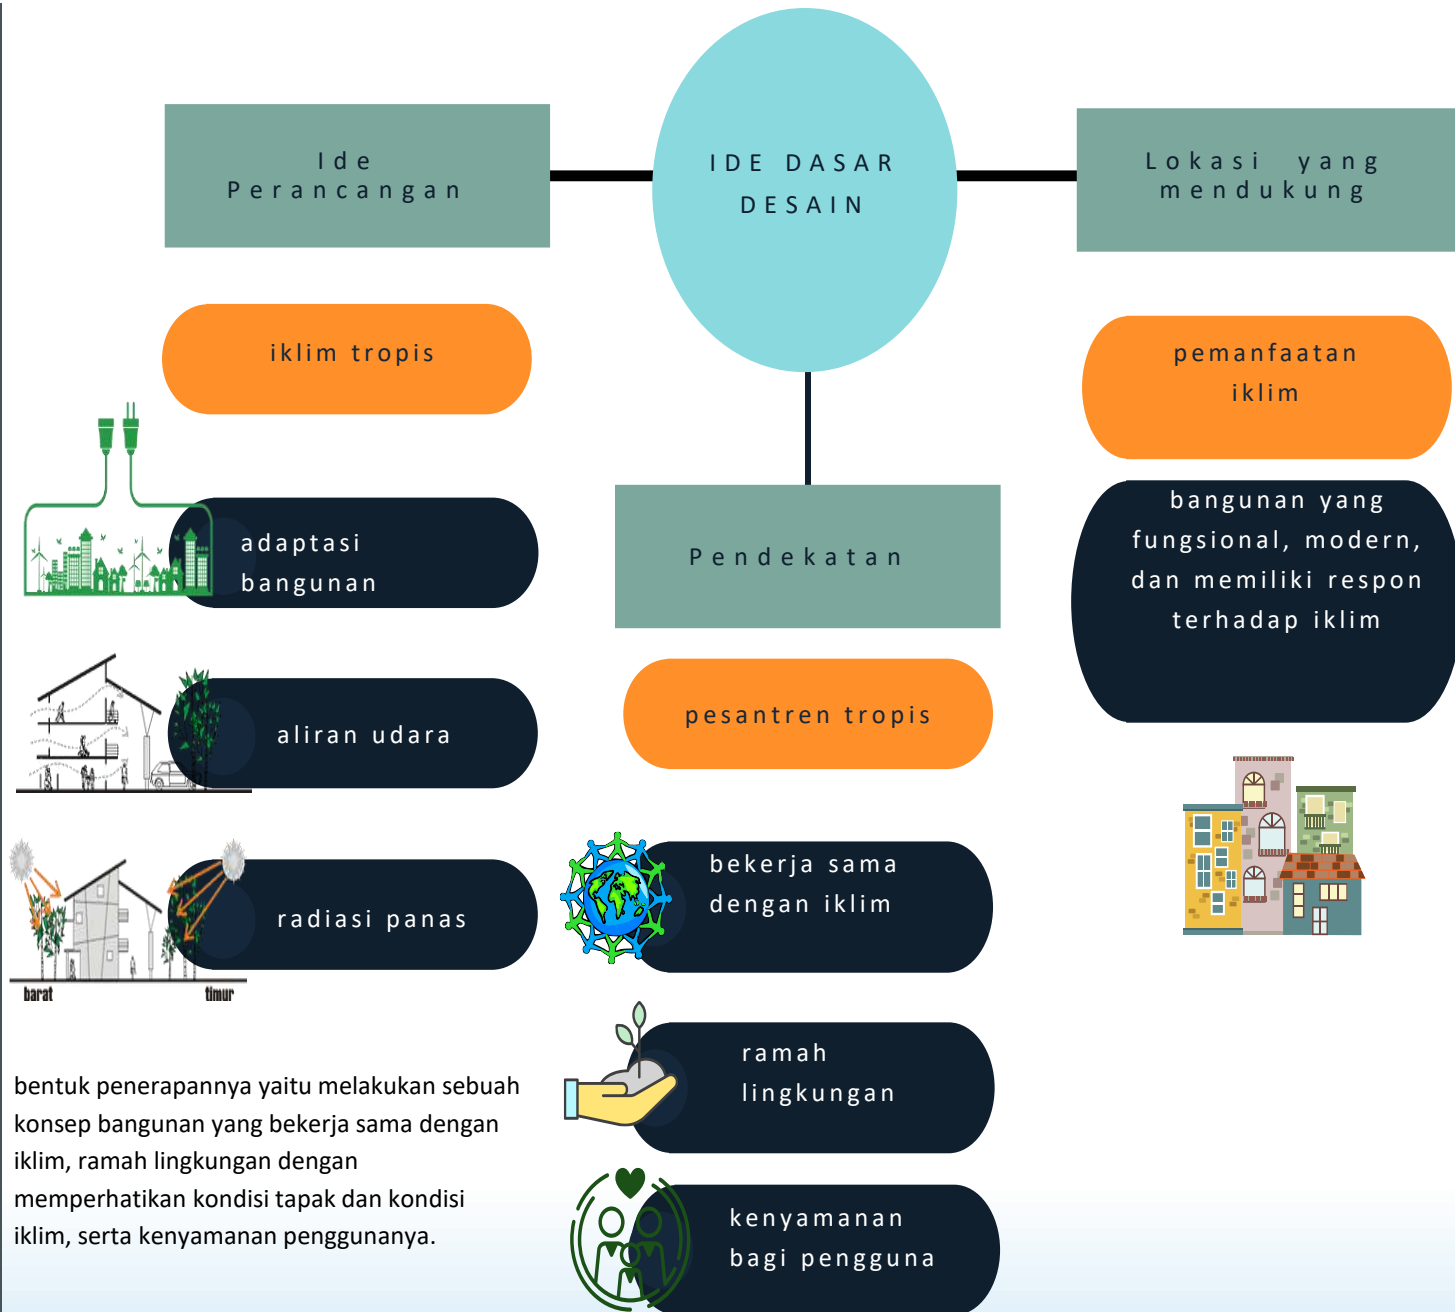 IDE DASAR
DESAIN
Ide
Perancangan
iklim tropis
adaptasi
bangunan
aliran udara
radiasi panas
barat
timur
bentuk penerapannya yaitu melakukan sebuah
konsep bangunan yang bekerja sama dengan
iklim, ramah lingkungan dengan
memperhatikan kondisi tapak dan kondisi
iklim, serta kenyamanan penggunanya.
Pendekatan
pesantren tropis
bekerja sama
dengan iklim
ramah
lingkungan
kenyamanan
bagi pengguna
Lokasi yang
mendukung
pemanfaatan
iklim
bangunan yang
fungsional, modern,
dan memiliki respon
terhadap iklim